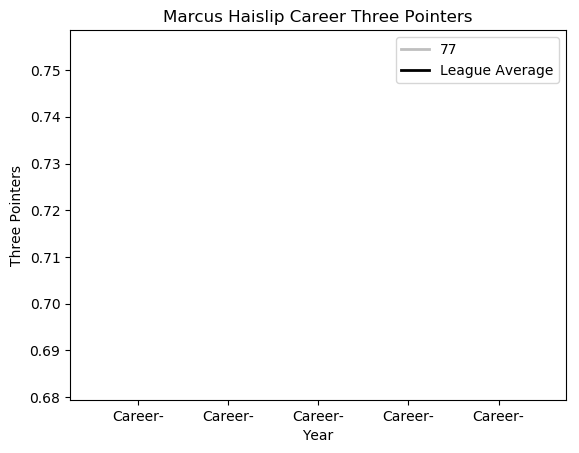 Marcus Haislip Career Three Pointers
77
League Average
0.75
0.74
0.73
0.72
0.71
0.70
0.69
0.68
Three Pointers
Career- Career- Career- Career- Career-
Year